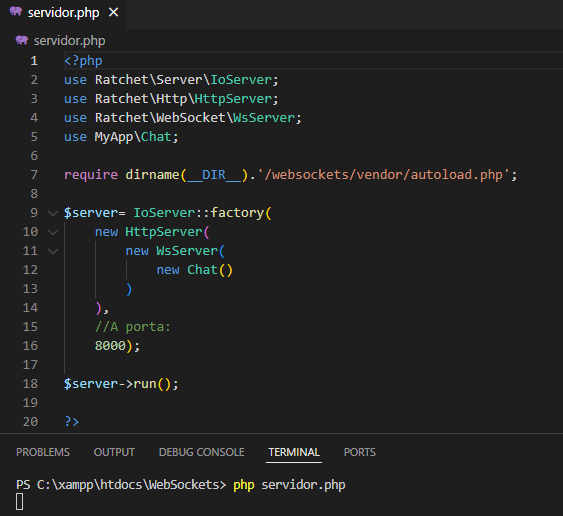 servidor.php
servidor.php
1 <?php
2 use Ratchet\Server\IoServer;
3 use Ratchet\Http\HttpServer;
4 use Ratchet\WebSocket\WsServer;
5 use MyApp\Chat;
6
7 require dirname(__DIR__).'/websockets/vendor/autoload.php';
8
9 $server= IoServer::factory(
10     new HttpServer(
11         new WsServer(
12             new Chat()
13         )
14     ),
15     //A porta:
16     8000);
17
18 $server->run();
19
20 ?>
PROBLEMS OUTPUT DEBUG CONSOLE TERMINAL PORTS
PS C:\xampp\htdocs\WebSockets> php servidor.php